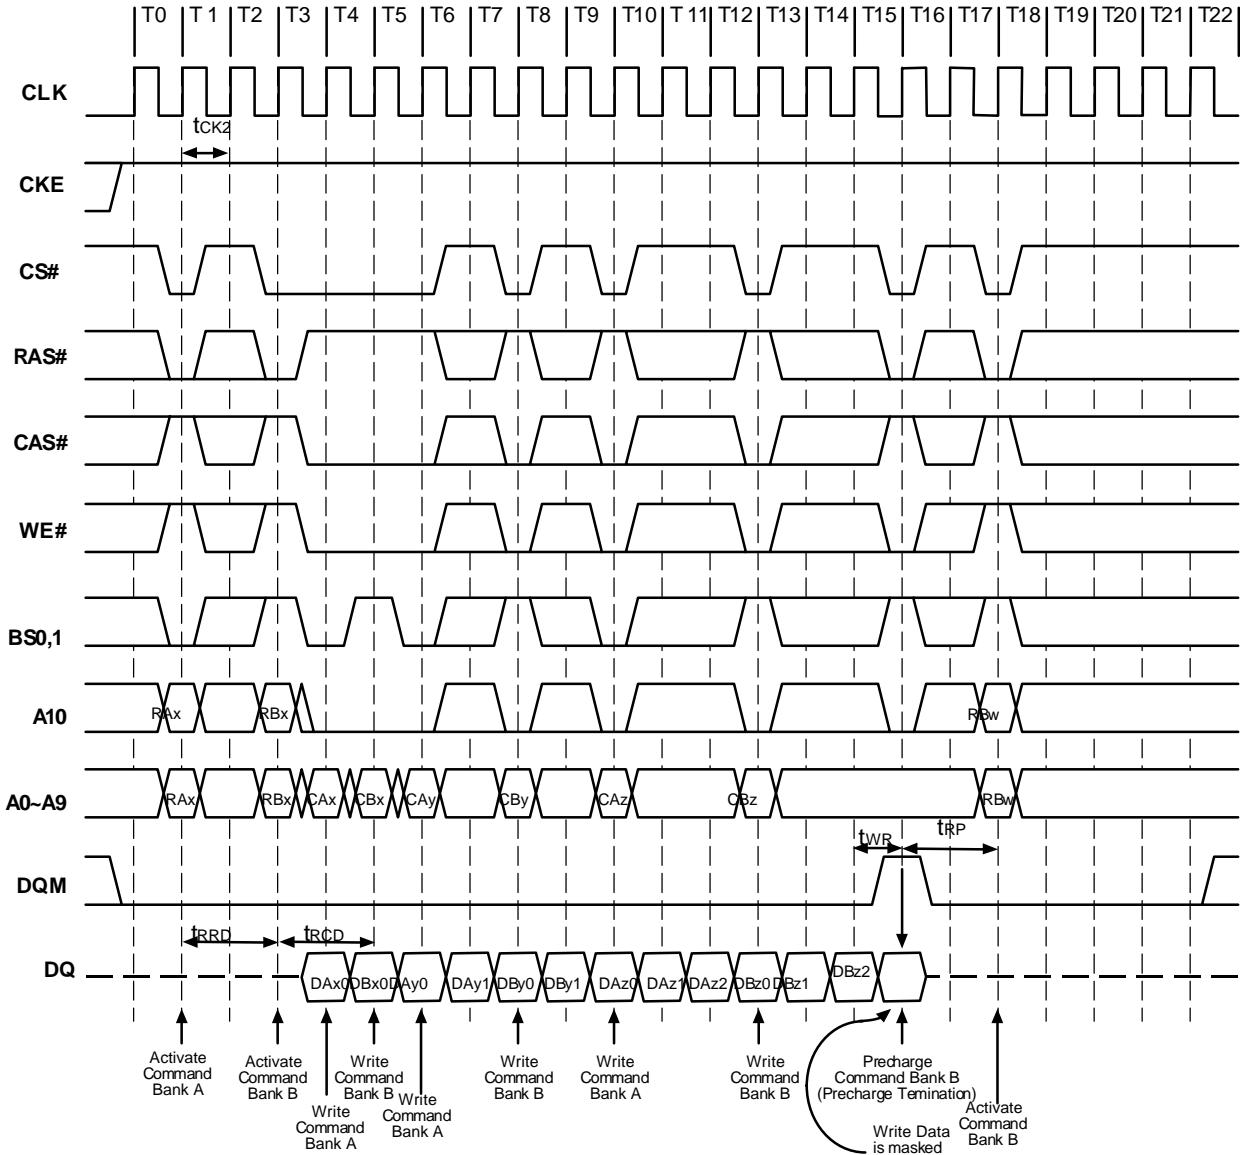 T0 T 1 T2 T3 T4 T5 T6 T7 T8 T9 T10 T 11 T12 T13 T14 T15 T16 T17 T18 T19 T20 T21 T22
CLK
tCK2
CKE
CS#
RAS#
CAS#
WE#
BS0,1
A10
RAx RBx RBw
A0~A9
RAx RBx CAx CBx CAy CBy CAz CBz RBw
tWR tRP
DQM
tRRD tRCD
DQ
DAx0 DBx0 DAy0 DAy1 DBy0 DBy1 DAz0 DAz1 DAz2 DBz0 DBz1 DBz2
Activate
Command
Bank A
Activate
Command
Bank B
Write
Command
Bank A
Write
Command
Bank B
Write
Command
Bank A
Write
Command
Bank B
Write
Command
Bank A
Write
Command
Bank B
Precharge
Command Bank B
(Precharge Temination)
Write Data
is masked
Activate
Command
Bank B